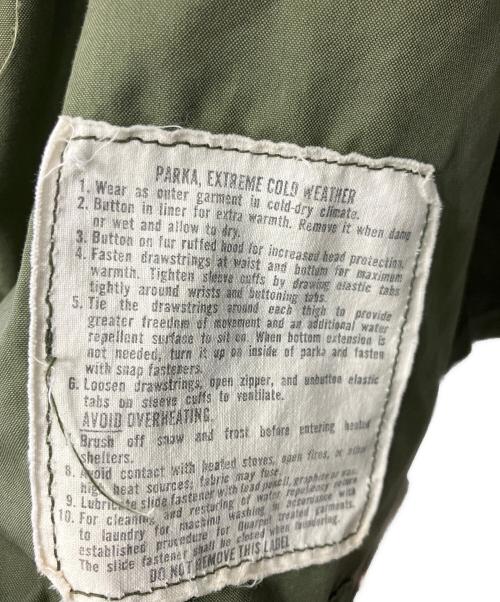 PARKA, EXTREME COLD WEATHER
1. Wear as outer garment in cold-dry climate.
2. Button in liner for extra warmth. Remove it when damp
or wet and allow to dry.
3. Button on fur ruffed hood for increased head protection.
4. Fasten drawstrings at waist and bottom for maximum
warmth. Tighten sleeve cuffs by drawing elastic tabs
tightly around wrists and buttoning tabs.
5. Tie the drawstrings around each thigh to provide
greater freedom of movement and an additional water
repellent surface to sit on. When bottom extension is
not needed, turn it up on inside of parka and fasten
with snap fasteners.
6. Loosen drawstrings, open zipper, and unbutton elastic
tabs on sleeve cuffs to ventilate.
AVOID OVERHEATING.
Brush off snow and frost before entering heated
shelters.
8. Avoid contact with heated stoves, open fires, or other
high heat sources; fabric may fuse.
9. Lubricate slide fastener with lead pencil, graphite or wax.
10. For cleaning and restoring of water repellency return
to laundry for machine washing in accordance with
established procedure for Quarpel treated garments.
The slide fastener shall be closed when laundering.
DO NOT REMOVE THIS LABEL